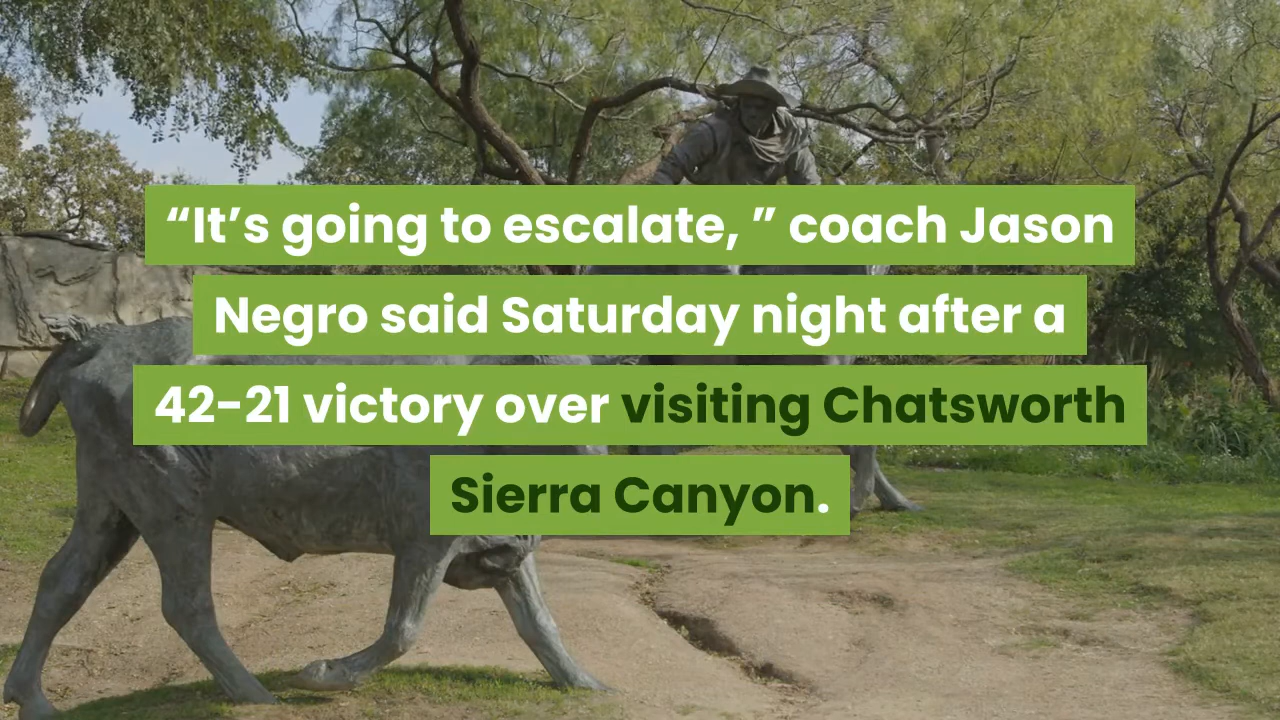 “It’s going to escalate, ” coach Jason
Negro said Saturday night after a
42-21 victory over visiting Chatsworth
Sierra Canyon.